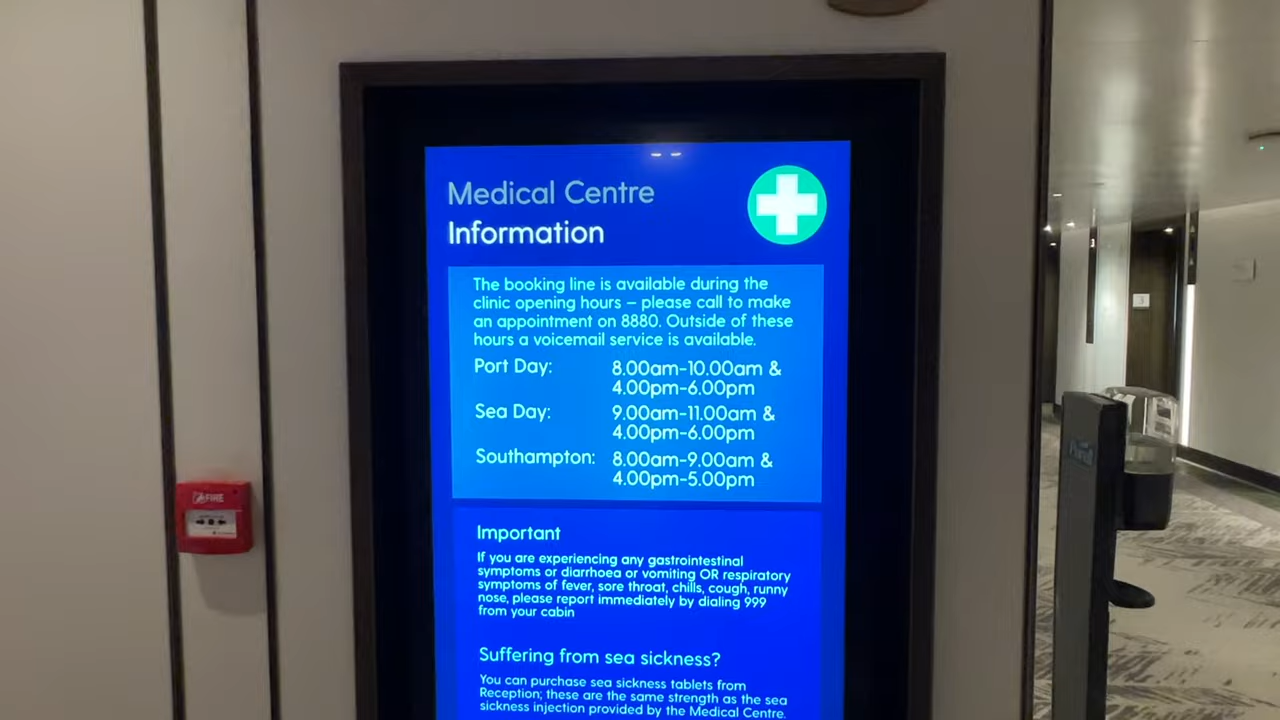 Medical Centre
Information
The booking line is available during the
clinic opening hours – please call to make
an appointment on 8880. Outside of these
hours a voicemail service is available.
Port Day: 8.00am-10.00am &
4.00pm-6.00pm
Sea Day: 9.00am-11.00am &
4.00pm-6.00pm
Southampton: 8.00am-9.00am &
4.00pm-5.00pm
Important
If you are experiencing any gastrointestinal
symptoms or diarrhoea or vomiting OR respiratory
symptoms of fever, sore throat, chills, cough, runny
nose, please report immediately by dialing 999
from your cabin
Suffering from sea sickness?
You can purchase sea sickness tablets from
Reception; these are the same strength as the sea
sickness injection provided by the Medical Centre.
FIRE
3